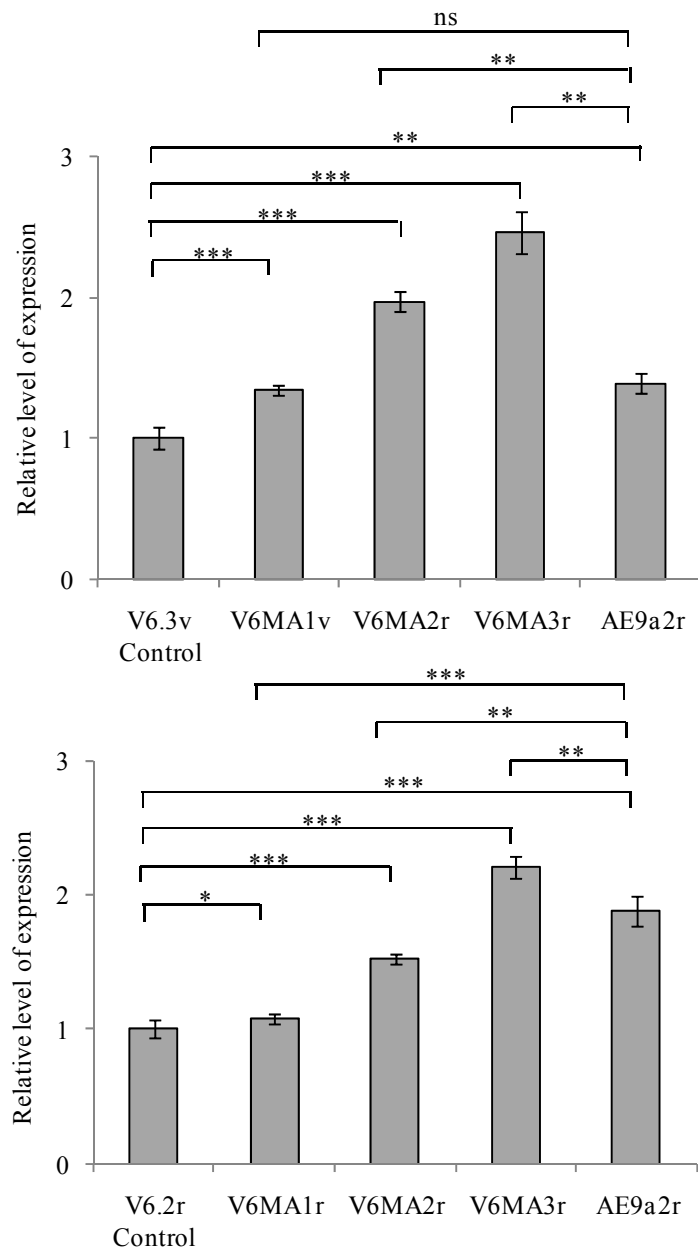 ns
**
**
**
***
***
***
3
2
1
0
Relative level of expression
V6.3v Control
V6MA1v
V6MA2r
V6MA3r
AE9a2r
***
**
**
***
***
***
*
3
2
1
0
Relative level of expression
V6.2r Control
V6MA1r
V6MA2r
V6MA3r
AE9a2r